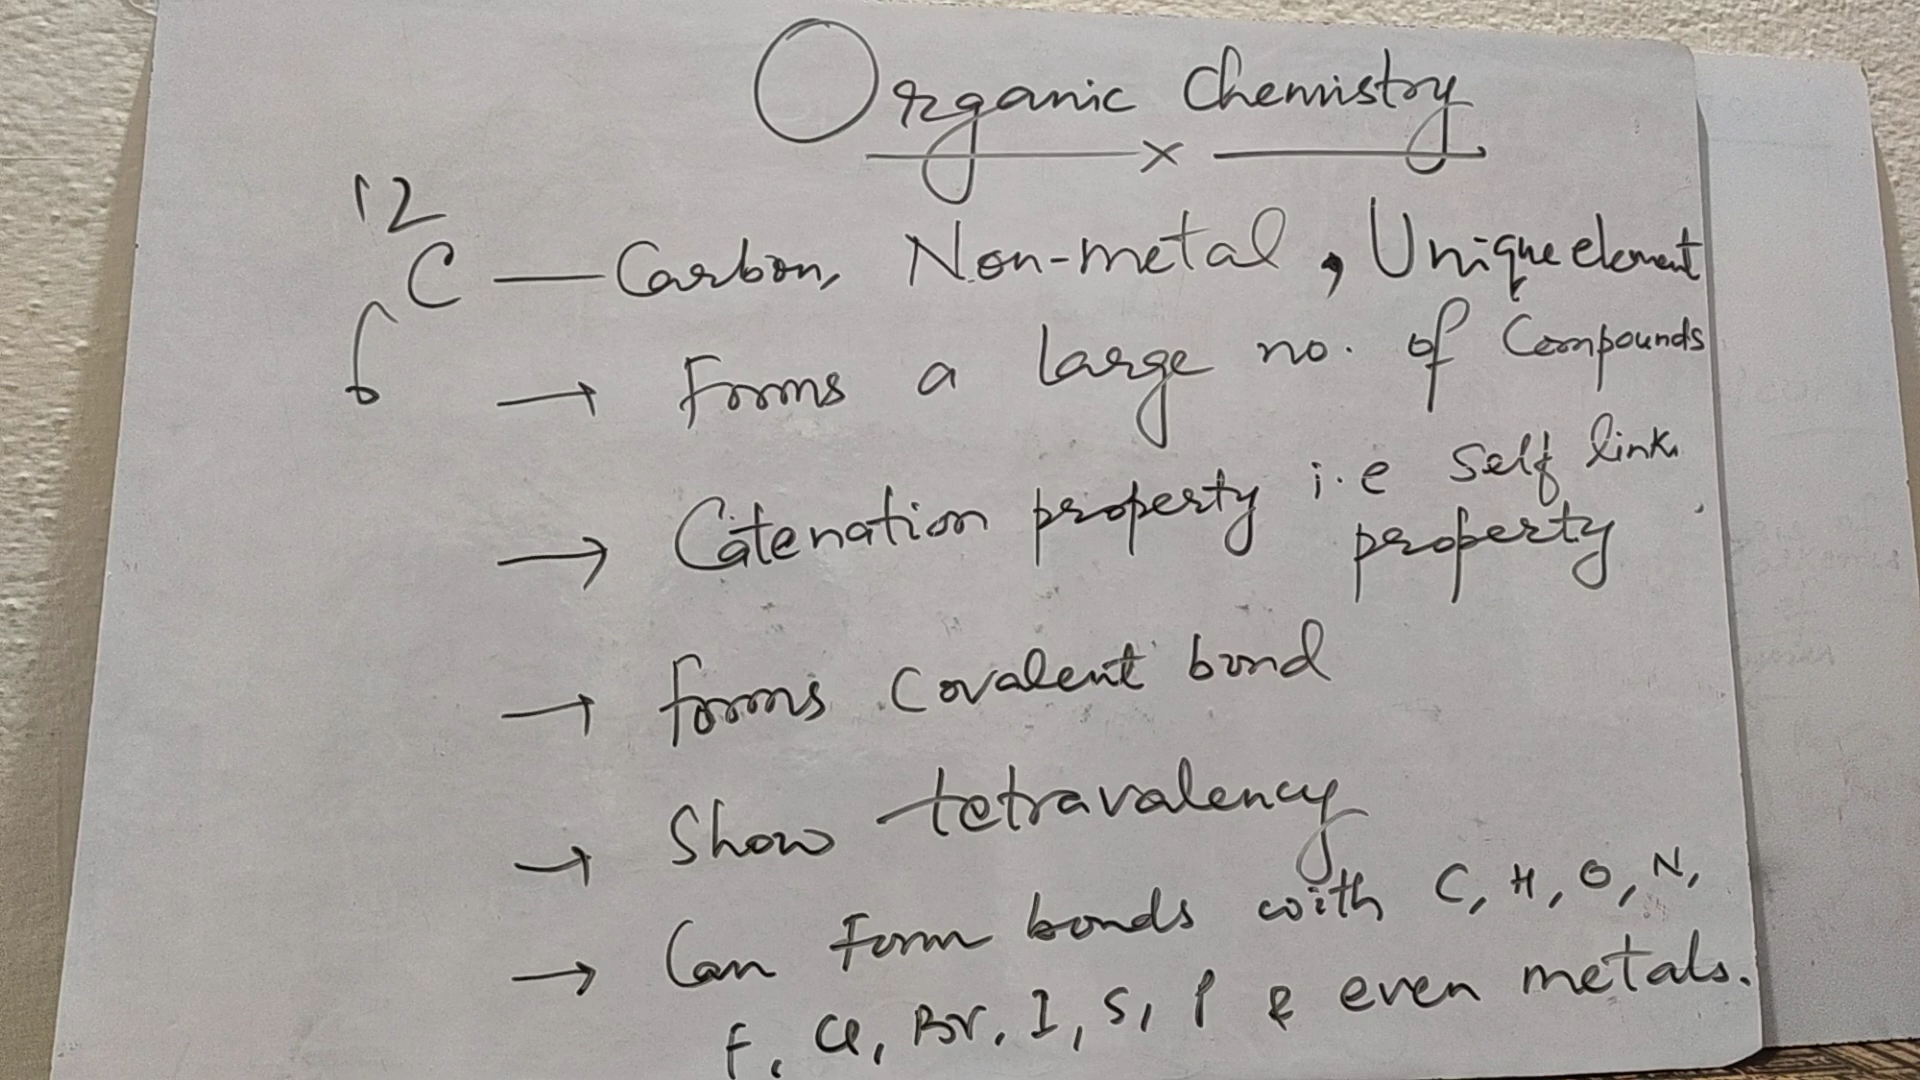 Organic Chemistry
x
12
C — Carbon, Non-metal, Unique element
6
→ Forms a large no. of Compounds
→ Catenation property i.e Self link
property
→ forms Covalent bond
→ Show tetravalency
→ Can Form bonds with C, H, O, N,
F, Cl, Br, I, S, P & even metals.